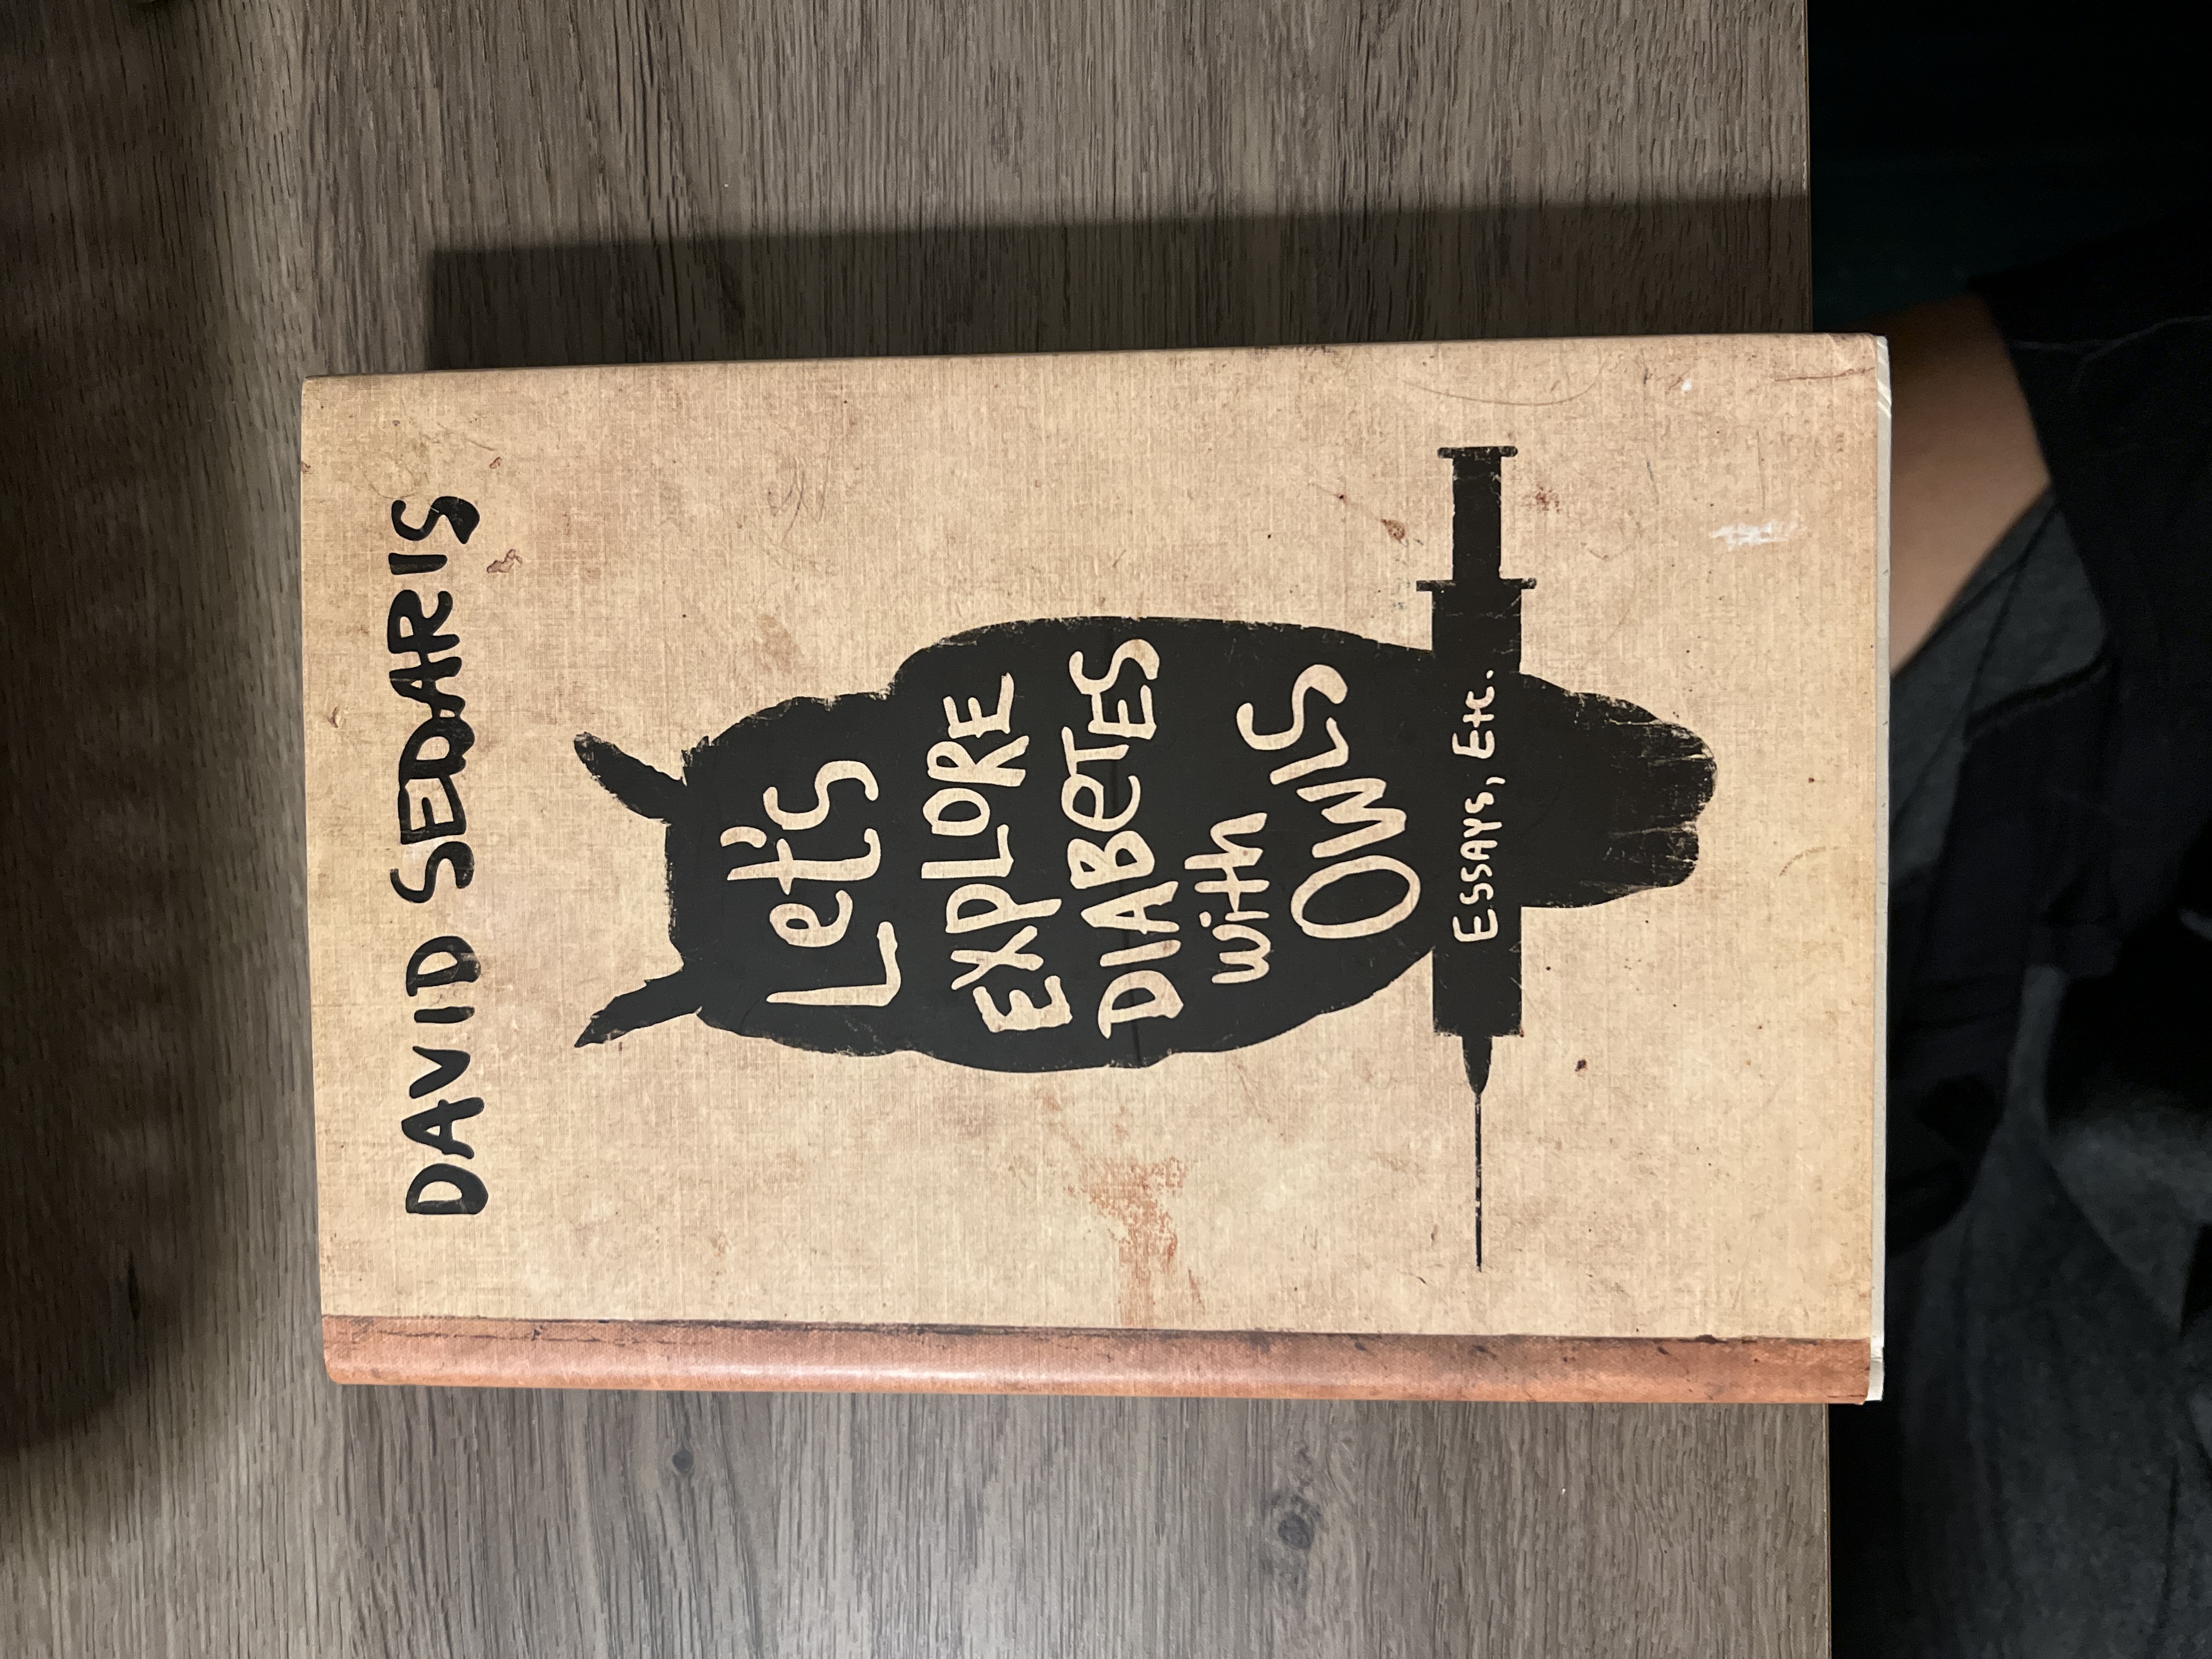 DAVID SEDARIS
Let's
EXPLORE
DIABeTES
with
OWLS
ESSAYS, Etc.